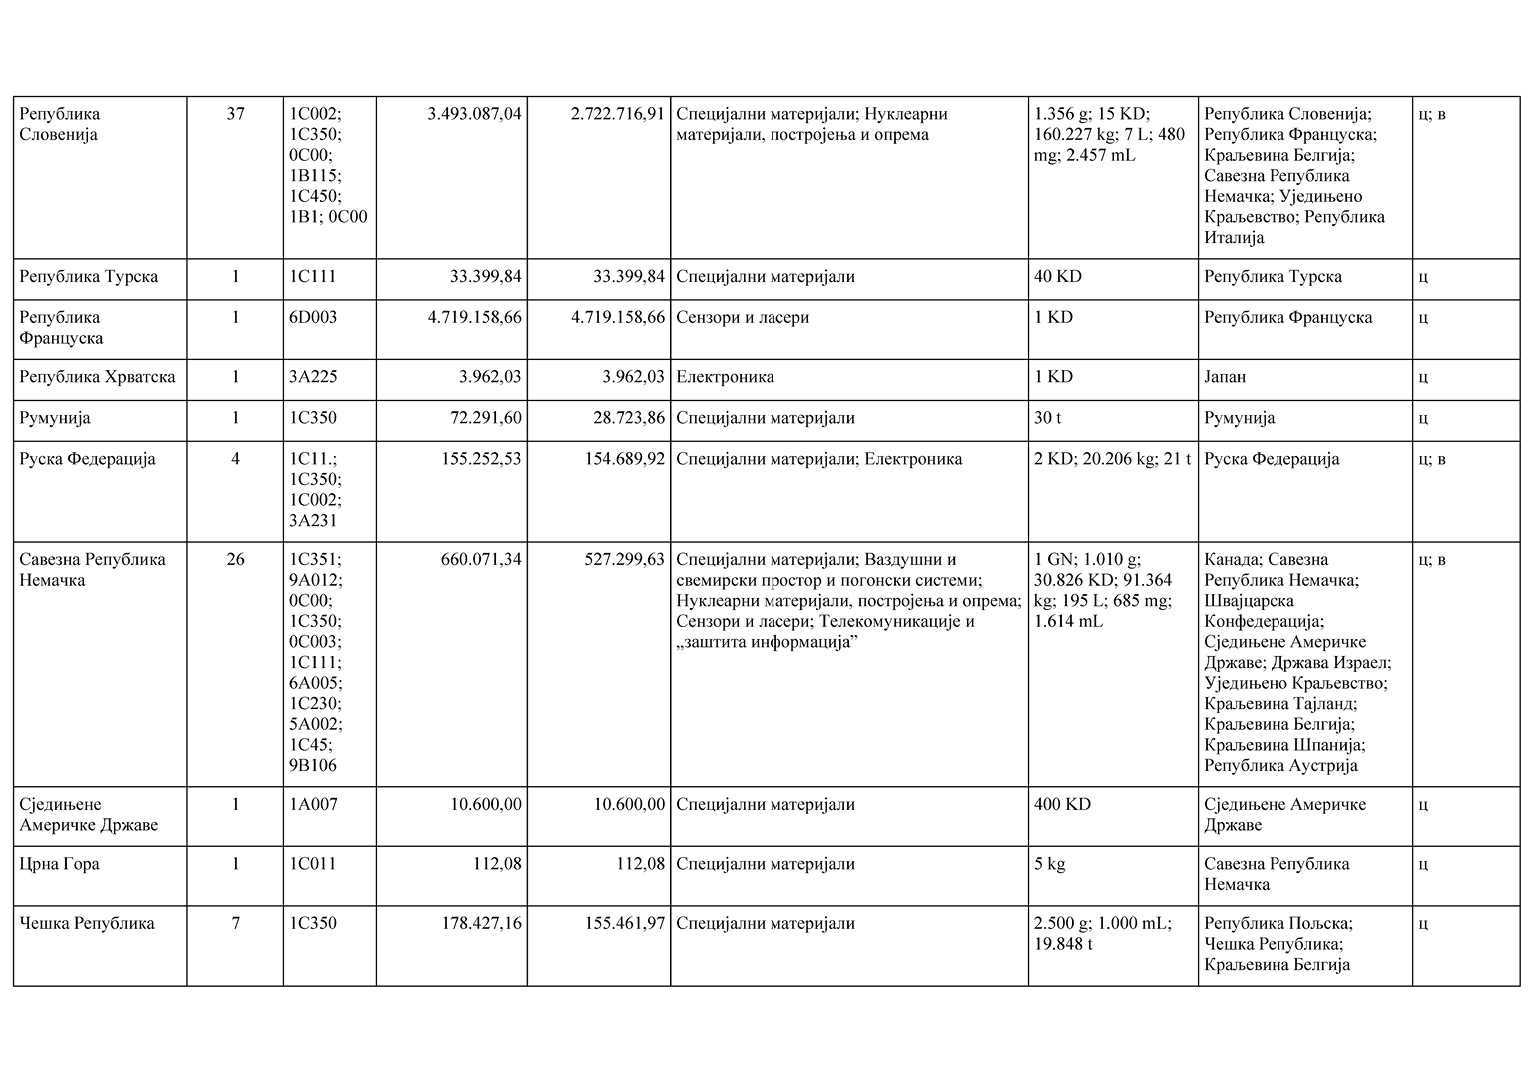 Република
Словенија
37
1C002;
1C350;
0C00;
1B115;
1C450;
1B1; 0C00
3.493.087,04
2.722.716,91
Специјални материјали; Нуклеарни
материјали, постројења и опрема
1.356 g; 15 KD;
160.227 kg; 7 L; 480
mg; 2.457 mL
Република Словенија;
Република Француска;
Краљевина Белгија;
Савезна Република
Немачка; Уједињено
Краљевство; Република
Италија
ц; в
Република Турска
1
1C111
33.399,84
33.399,84
Специјални материјали
40 KD
Република Турска
ц
Република
Француска
1
6D003
4.719.158,66
4.719.158,66
Сензори и ласери
1 KD
Република Француска
ц
Република Хрватска
1
3A225
3.962,03
3.962,03
Електроника
1 KD
Јапан
ц
Румунија
1
1C350
72.291,60
28.723,86
Специјални материјали
30 t
Румунија
ц
Руска Федерација
4
1C11.;
1C350;
1C002;
3A231
155.252,53
154.689,92
Специјални материјали; Електроника
2 KD; 20.206 kg; 21 t
Руска Федерација
ц; в
Савезна Република
Немачка
26
1C351;
9A012;
0C00;
1C350;
0C003;
1C111;
6A005;
1C230;
5A002;
1C45;
9B106
660.071,34
527.299,63
Специјални материјали; Ваздушни и
свемирски простор и погонски системи;
Нуклеарни материјали, постројења и опрема;
Сензори и ласери; Телекомуникације и
„заштита информација”
1 GN; 1.010 g;
30.826 KD; 91.364
kg; 195 L; 685 mg;
1.614 mL
Канада; Савезна
Република Немачка;
Швајцарска
Конфедерација;
Сједињене Америчке
Државе; Држава Израел;
Уједињено Краљевство;
Краљевина Тајланд;
Краљевина Белгија;
Краљевина Шпанија;
Република Аустрија
ц; в
Сједињене
Америчке Државе
1
1A007
10.600,00
10.600,00
Специјални материјали
400 KD
Сједињене Америчке
Државе
ц
Црна Гора
1
1C011
112,08
112,08
Специјални материјали
5 kg
Савезна Република
Немачка
ц
Чешка Република
7
1C350
178.427,16
155.461,97
Специјални материјали
2.500 g; 1.000 mL;
19.848 t
Република Пољска;
Чешка Република;
Краљевина Белгија
ц